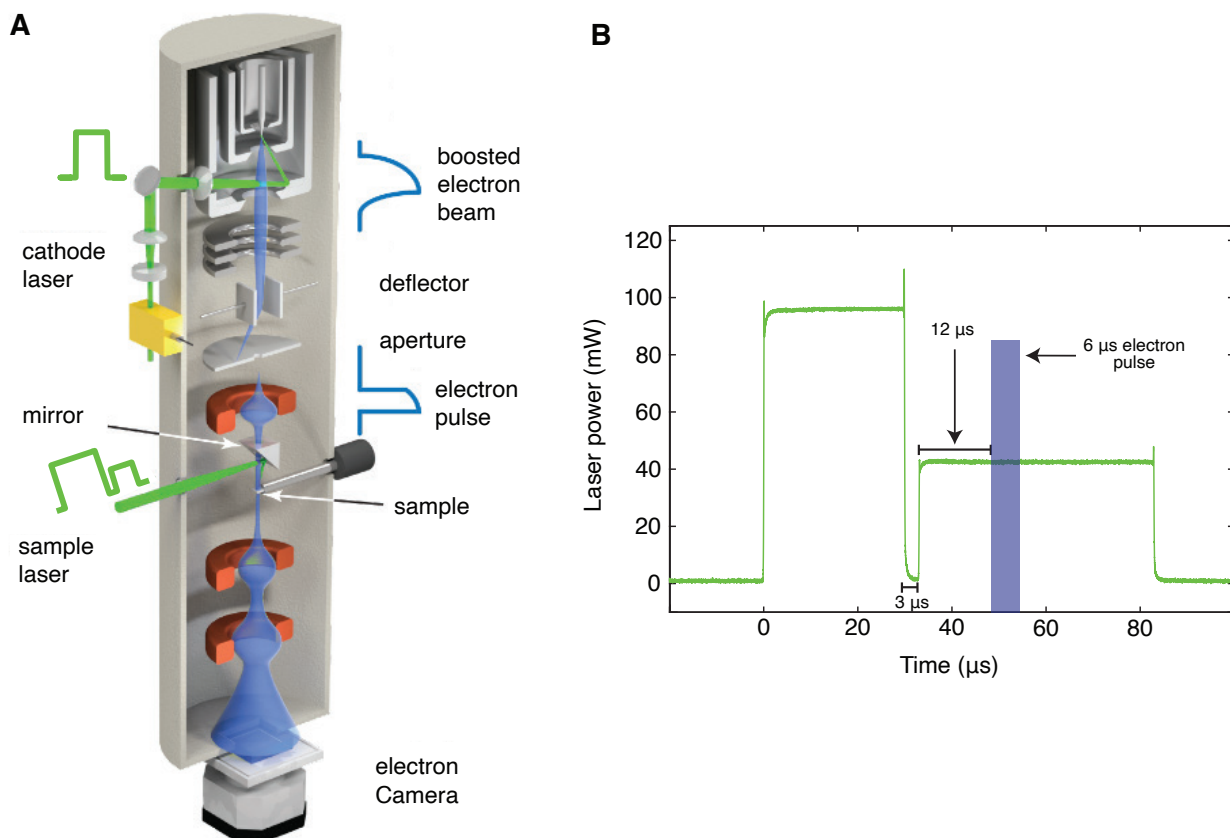 A
boosted
electron
beam
cathode
laser
deflector
aperture
electron
pulse
mirror
sample
sample
laser
electron
Camera
B
120
100
80
60
40
20
0
Laser power (mW)
12 µs
6 µs electron
pulse
3 µs
0
20
40
60
80
Time (µs)